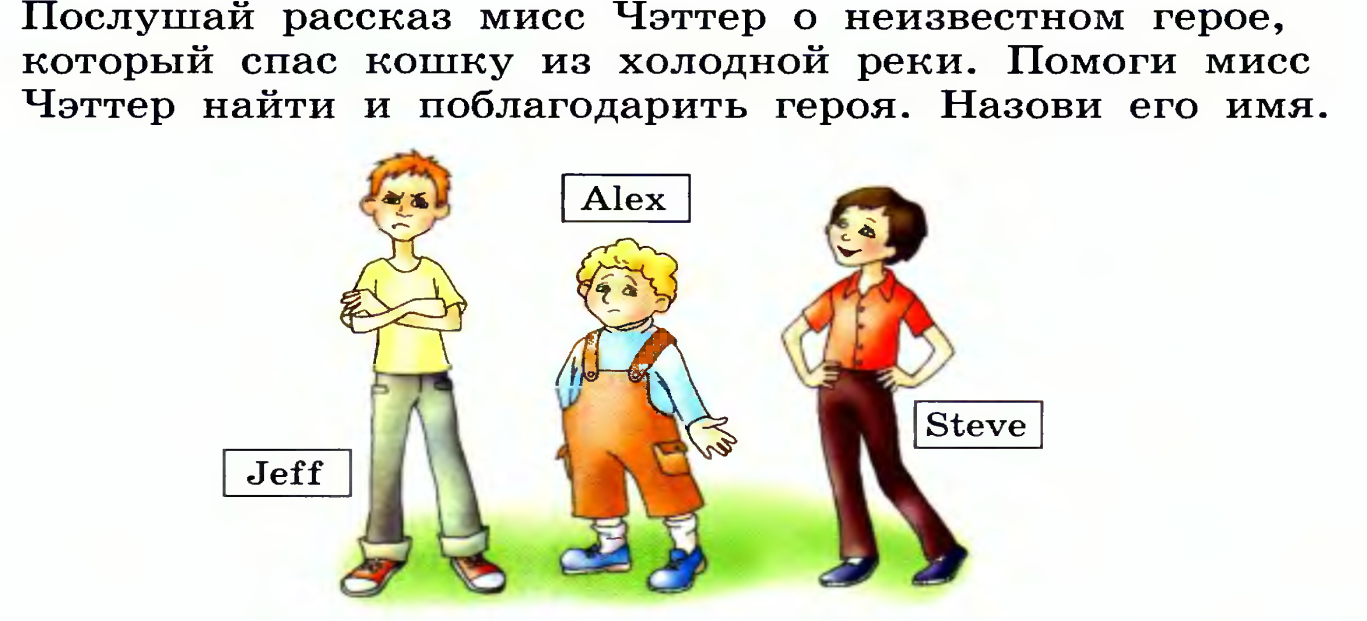 Послушай рассказ мисс Чэттер о неизвестном герое,
который спас кошку из холодной реки. Помоги мисс
Чэттер найти и поблагодарить героя. Назови его имя.
Alex
Steve
Jeff